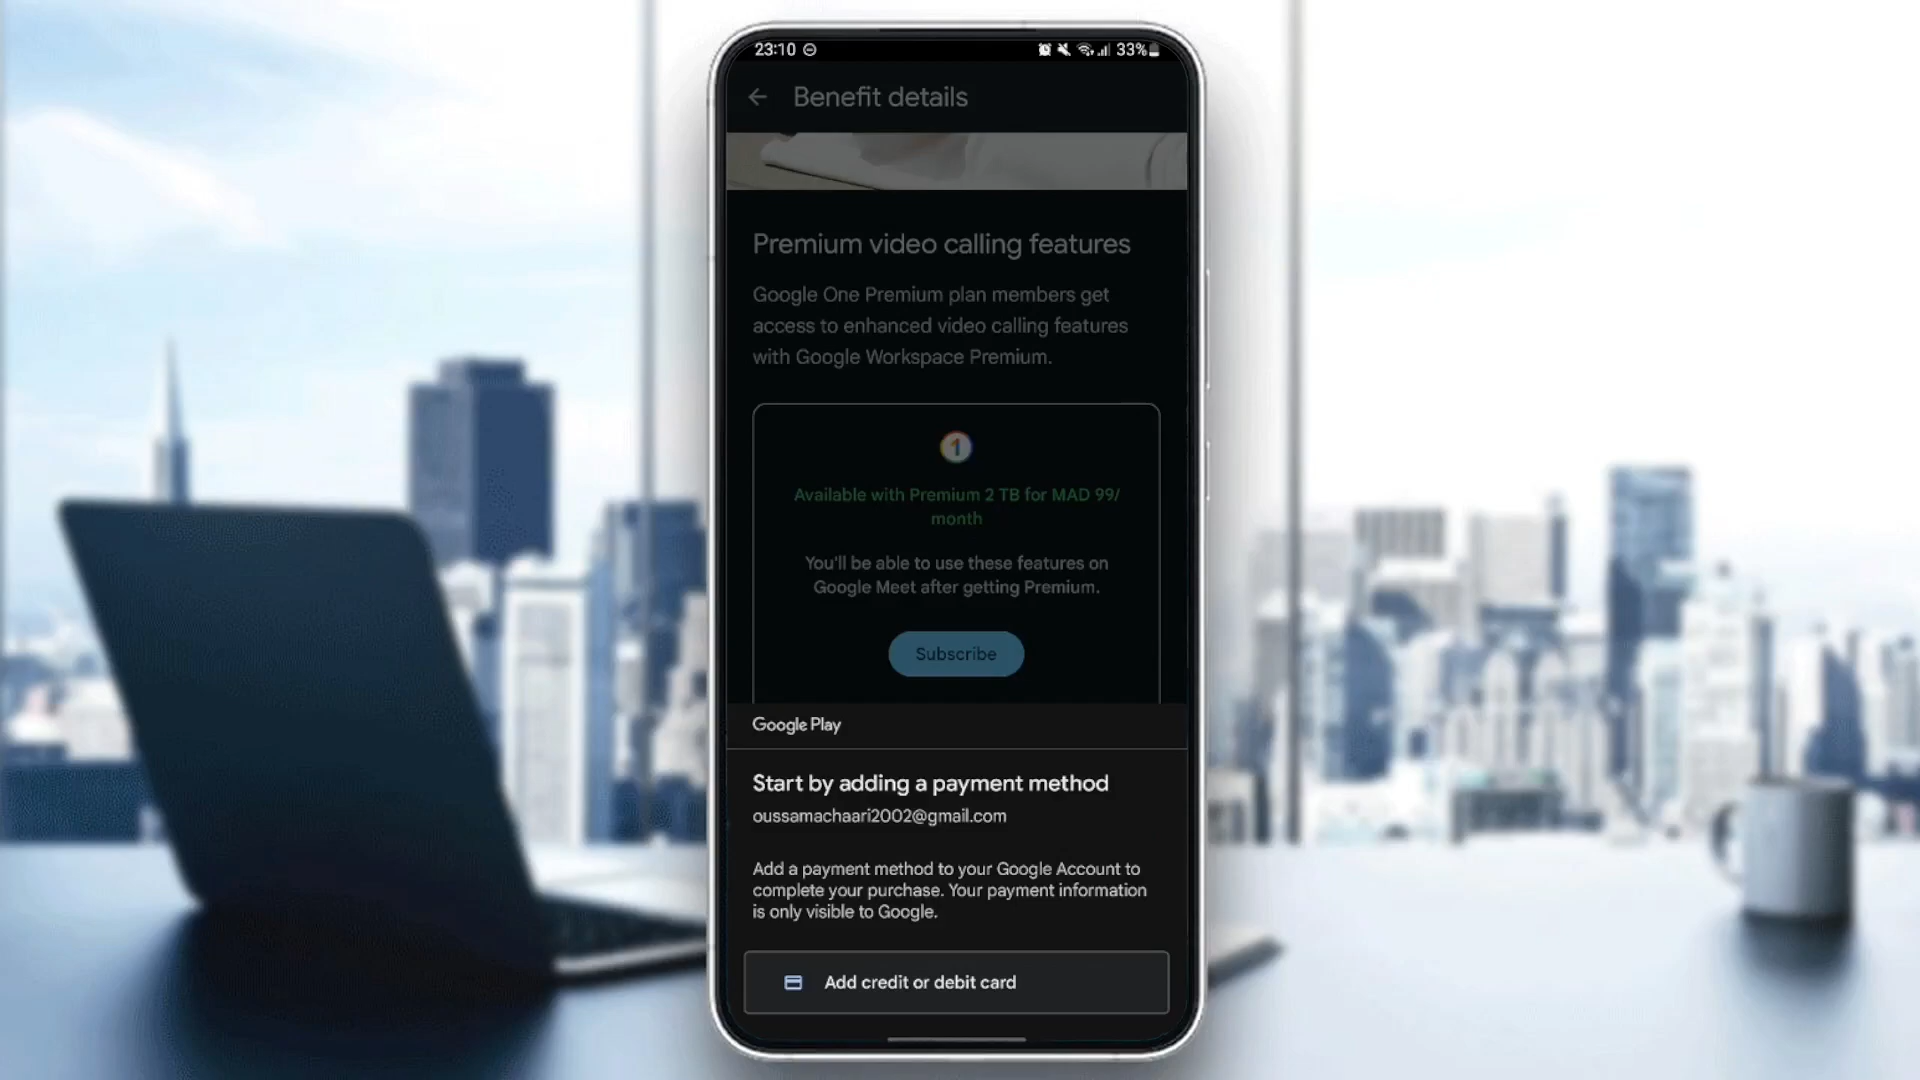 23:10
33%
Benefit details
Premium video calling features
Google One Premium plan members get
access to enhanced video calling features
with Google Workspace Premium.
1
Available with Premium 2 TB for MAD 99/
month
You'll be able to use these features on
Google Meet after getting Premium.
Subscribe
Google Play
Start by adding a payment method
oussamachaari2002@gmail.com
Add a payment method to your Google Account to
complete your purchase. Your payment information
is only visible to Google.
Add credit or debit card